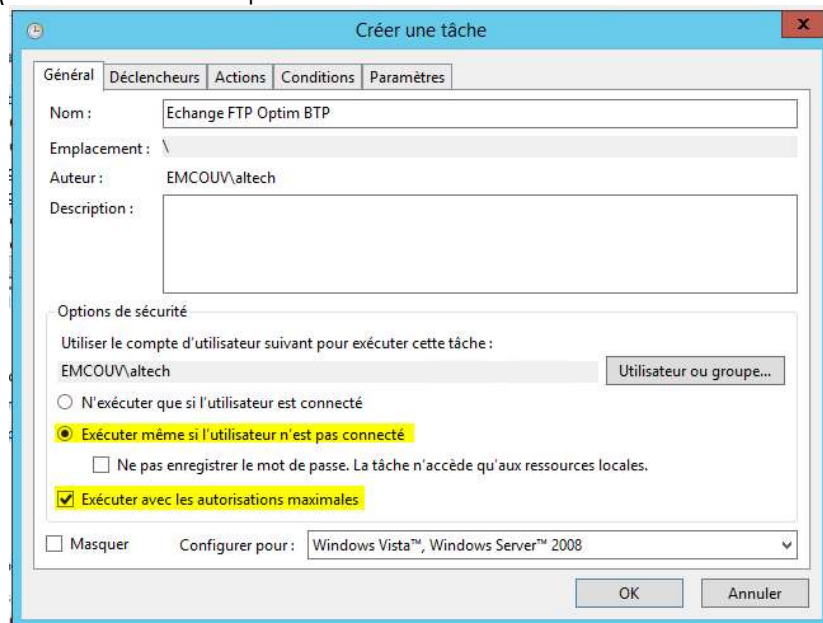 Créer une tâche
x
Général Déclencheurs Actions Conditions Paramètres
Nom : Echange FTP Optim BTP
Emplacement : \
Auteur : EMCOUV\altech
Description :
Options de sécurité
Utiliser le compte d'utilisateur suivant pour exécuter cette tâche :
EMCOUV\altech Utilisateur ou groupe...
N'exécuter que si l'utilisateur est connecté
Exécuter même si l'utilisateur n'est pas connecté
Ne pas enregistrer le mot de passe. La tâche n'accède qu'aux ressources locales.
Exécuter avec les autorisations maximales
Masquer Configurer pour : Windows Vista™, Windows Server™ 2008
OK Annuler